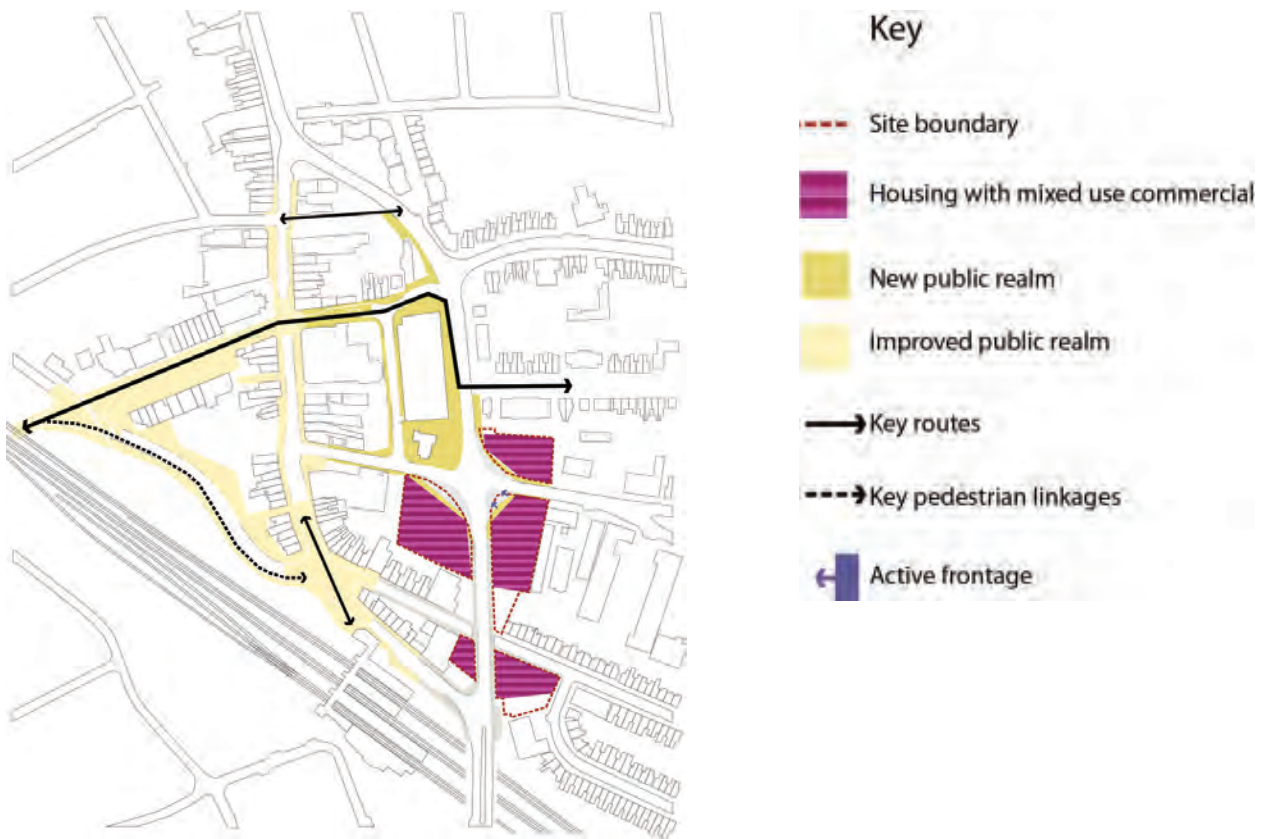 Key
Site boundary
Housing with mixed use commercial
New public realm
Improved public realm
Key routes
Key pedestrian linkages
Active frontage